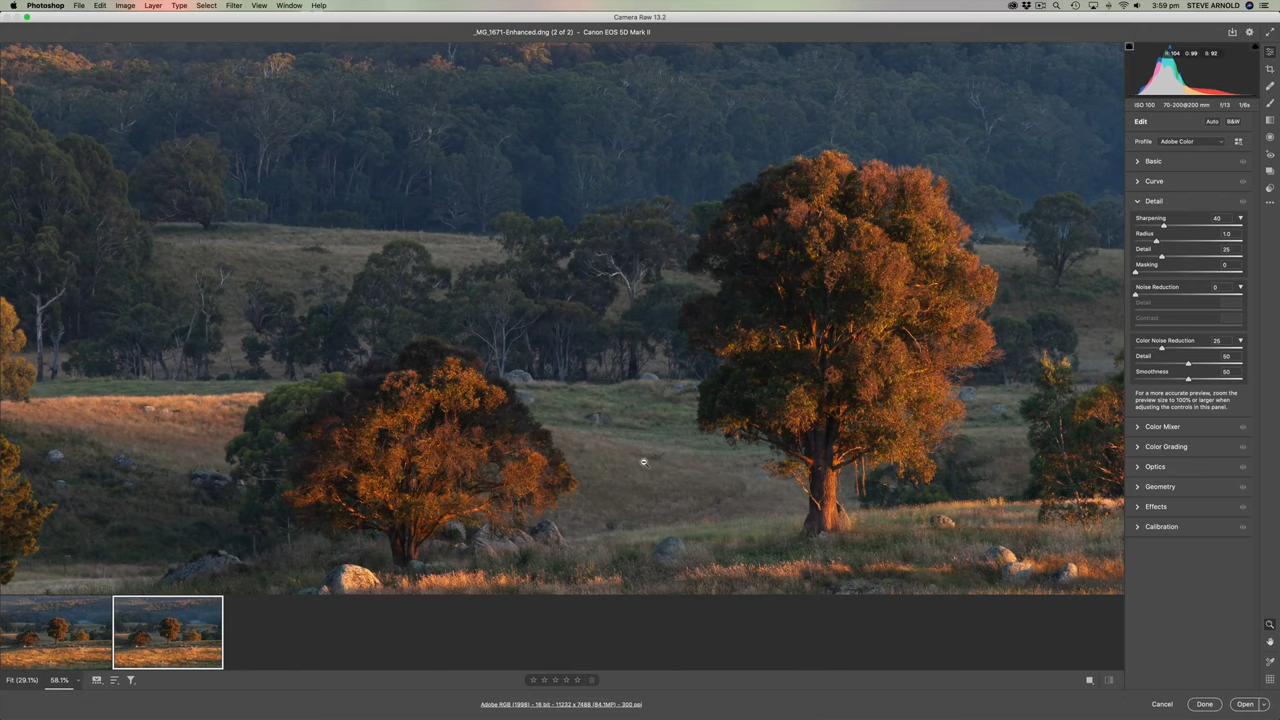 Photoshop File Edit Image Layer Type Select Filter View Window Help 3:59 pm STEVE ARNOLD
Camera Raw 13.2
_MG_1671-Enhanced.dng (2 of 2) - Canon EOS 5D Mark II
R: 104 G: 99 B: 92
ISO 100 70-200@200 mm f/13 1/6s
Edit Auto B&W
Profile Adobe Color
Basic
Curve
Detail
Sharpening 40
Radius 1.0
Detail 25
Masking 0
Noise Reduction 0
Detail
Contrast
Color Noise Reduction 25
Detail 50
Smoothness 50
For a more accurate preview, zoom the
preview size to 100% or larger when
adjusting the controls in this panel.
Color Mixer
Color Grading
Optics
Geometry
Effects
Calibration
Fit (29.1%) 58.1%
Adobe RGB (1998) - 16 bit - 11232 x 7488 (84.1MP) - 300 ppi
Cancel Done Open